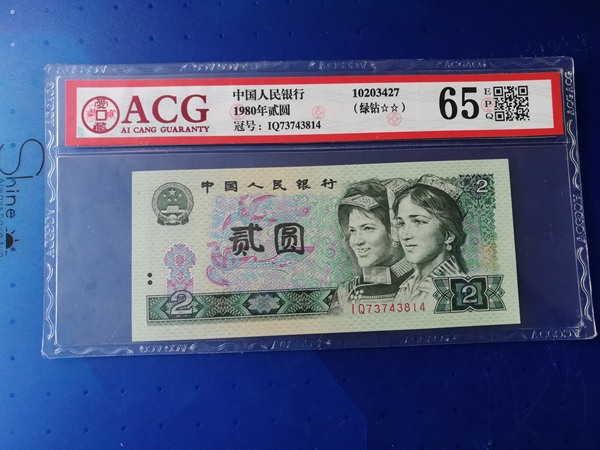 ACG
AI CANG GUARANTY
中国人民银行
1980年贰圆
冠号：IQ73743814
10203427
（绿钻☆☆）
65
EPQ
中国人民银行
贰圆
2
2
2
IQ73743814
Shine